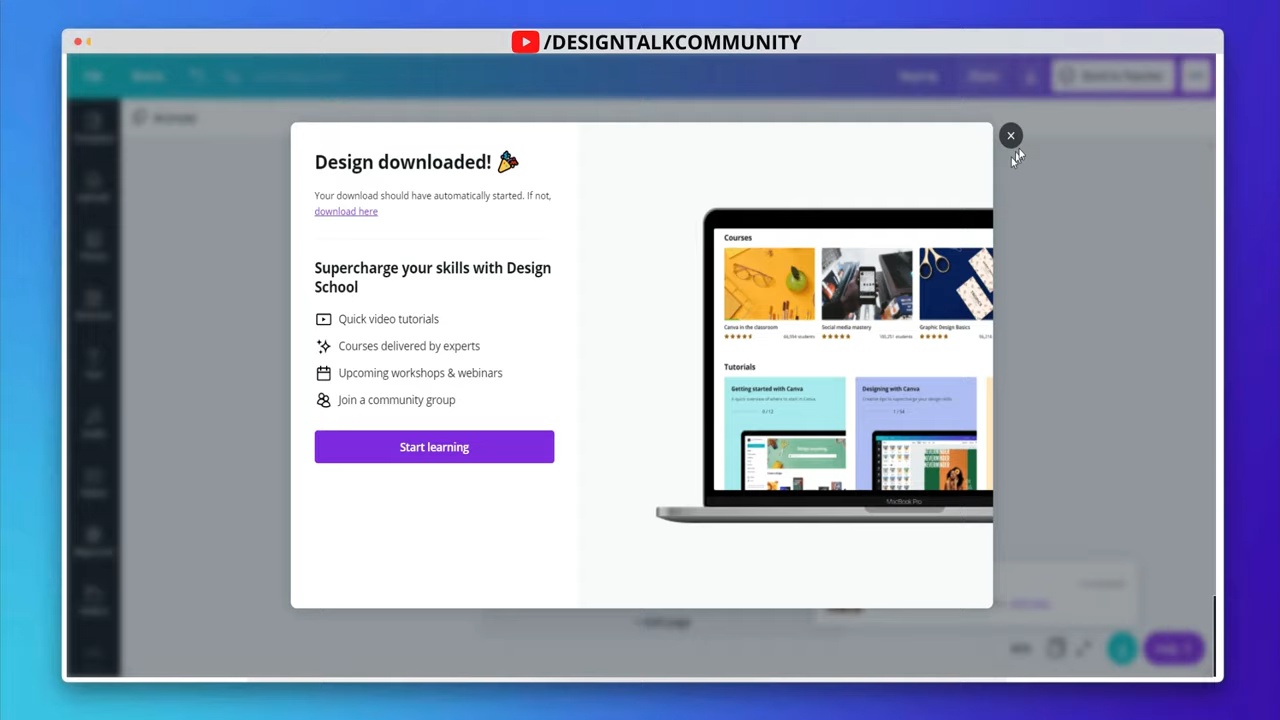 /DESIGNTALKCOMMUNITY
Design downloaded!
Your download should have automatically started. If not,
download here
Supercharge your skills with Design
School
Quick video tutorials
Courses delivered by experts
Upcoming workshops & webinars
Join a community group
Start learning
Courses
Canva in the classroom
Social media mastery
Graphic Design Basics
Tutorials
Getting started with Canva
Designing with Canva
MacBook Pro